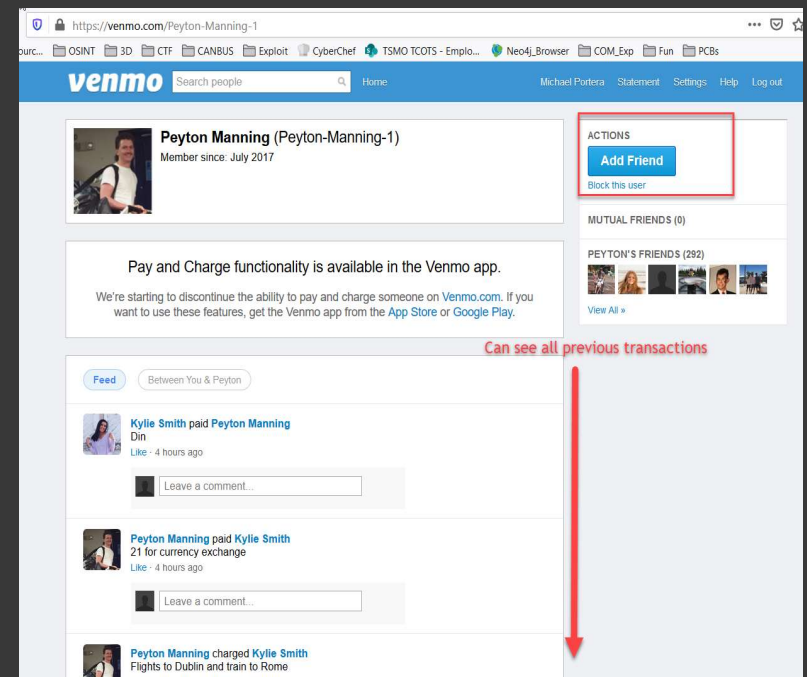 https://venmo.com/Peyton-Manning-1
ourc... OSINT 3D CTF CANBUS Exploit CyberChef TSMO TCOTS - Emplo... Neo4j_Browser COM_Exp Fun PCBs
venmo Search people Home Michael Portera Statement Settings Help Log out
Peyton Manning (Peyton-Manning-1)
Member since: July 2017
ACTIONS
Add Friend
Block this user
MUTUAL FRIENDS (0)
PEYTON'S FRIENDS (292)
View All »
Pay and Charge functionality is available in the Venmo app.
We're starting to discontinue the ability to pay and charge someone on Venmo.com. If you
want to use these features, get the Venmo app from the App Store or Google Play.
Can see all previous transactions
Feed Between You & Peyton
Kylie Smith paid Peyton Manning
Din
Like · 4 hours ago
Leave a comment...
Peyton Manning paid Kylie Smith
21 for currency exchange
Like · 4 hours ago
Leave a comment...
Peyton Manning charged Kylie Smith
Flights to Dublin and train to Rome